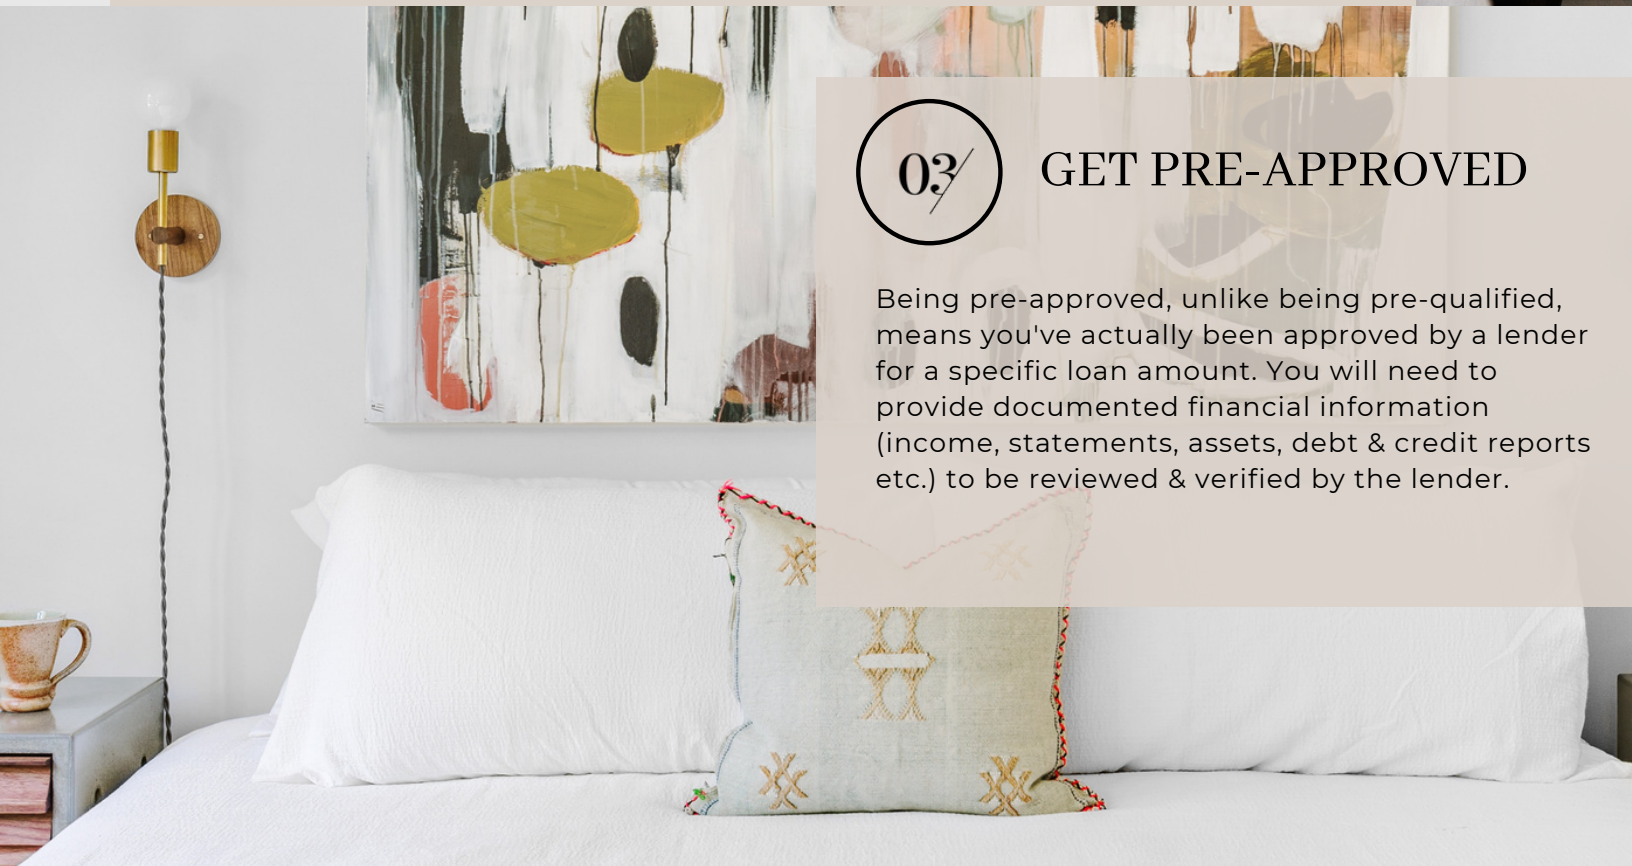 03
GET PRE-APPROVED
Being pre-approved, unlike being pre-qualified,
means you've actually been approved by a lender
for a specific loan amount. You will need to
provide documented financial information
(income, statements, assets, debt & credit reports
etc.) to be reviewed & verified by the lender.